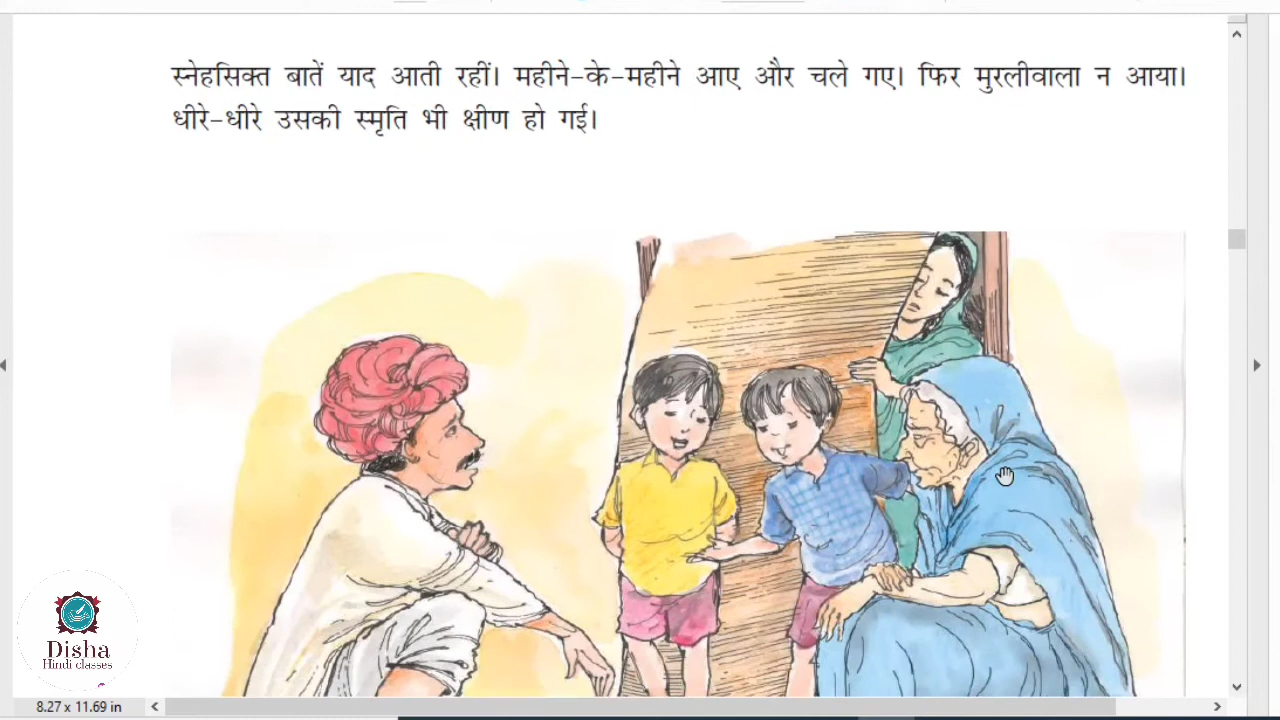 स्नेहसिक्त बातें याद आती रहीं। महीने-के-महीने आए और चले गए। फिर मुरलीवाला न आया।
धीरे-धीरे उसकी स्मृति भी क्षीण हो गई।
Disha
Hindi classes
8.27 x 11.69 in